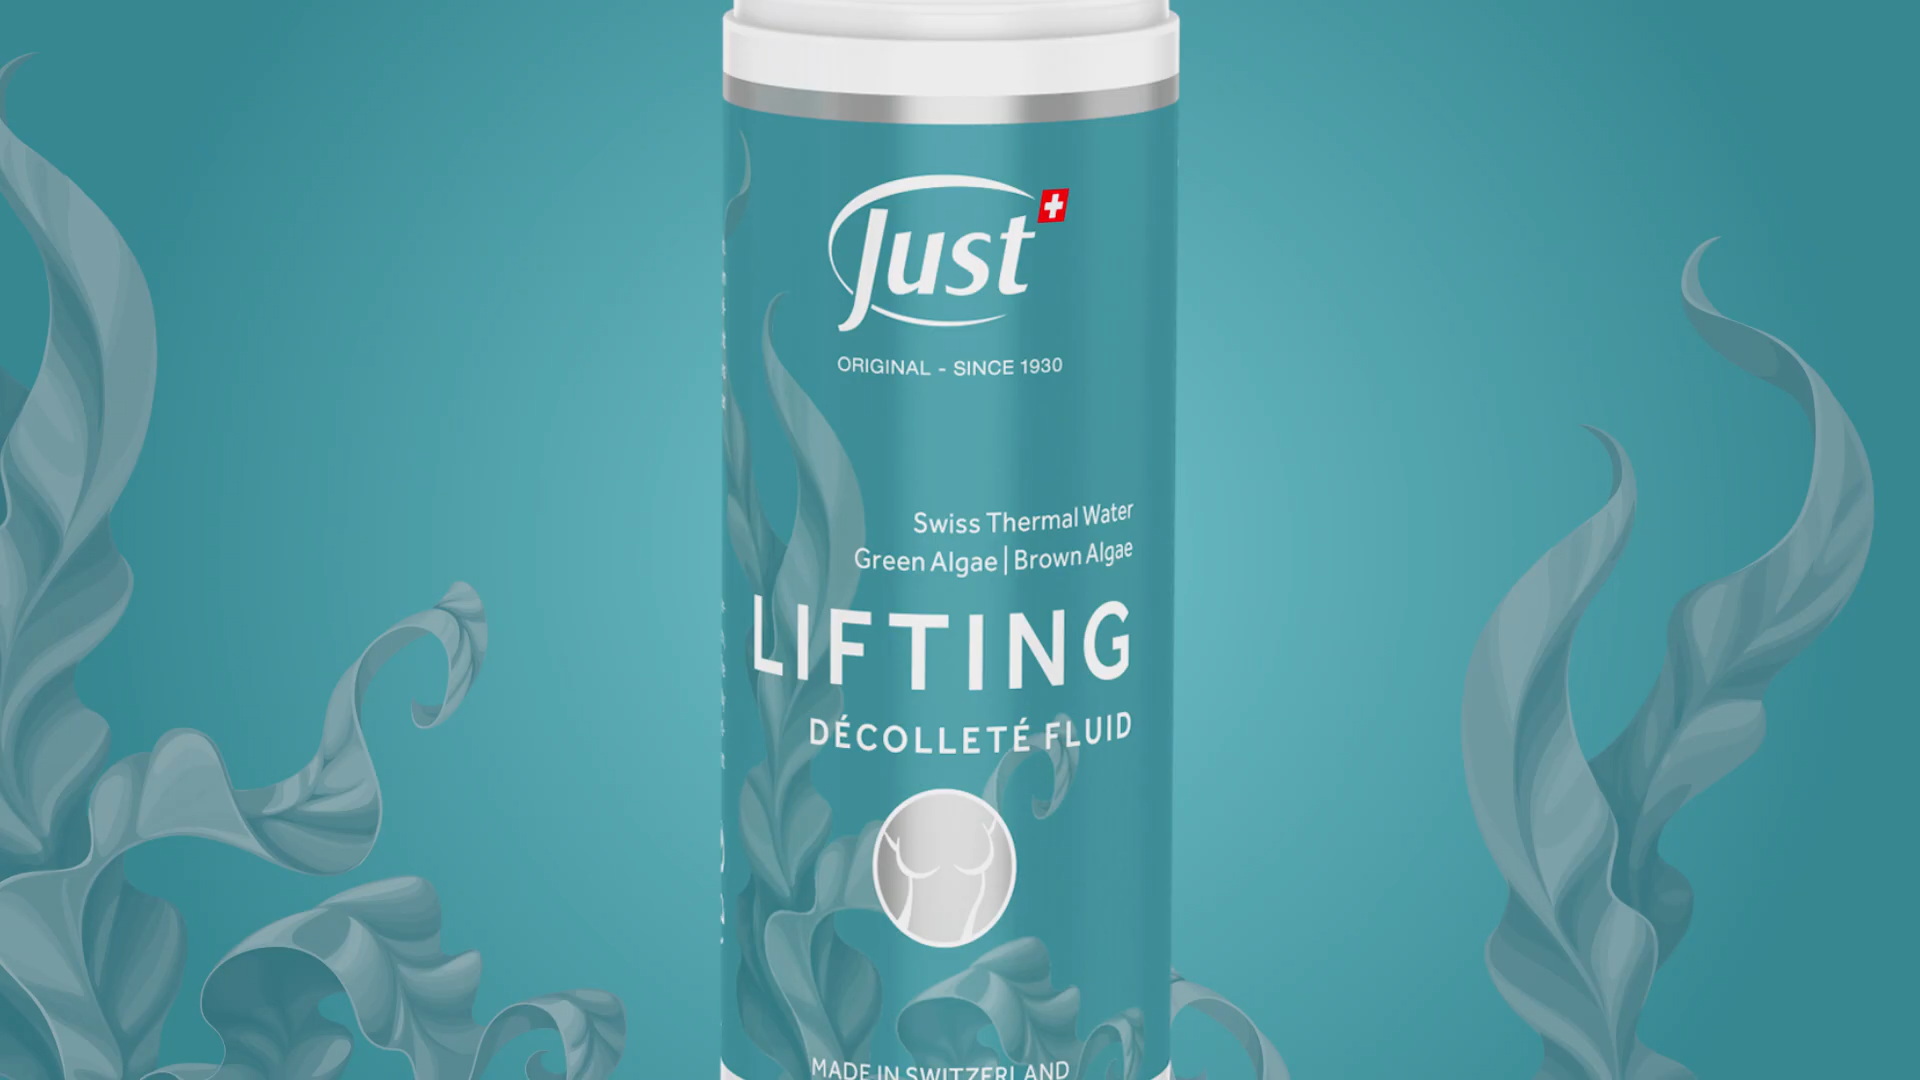 Just
ORIGINAL - SINCE 1930
Swiss Thermal Water
Green Algae | Brown Algae
LIFTING
DÉCOLLETÉ FLUID
MADE IN SWITZERLAND